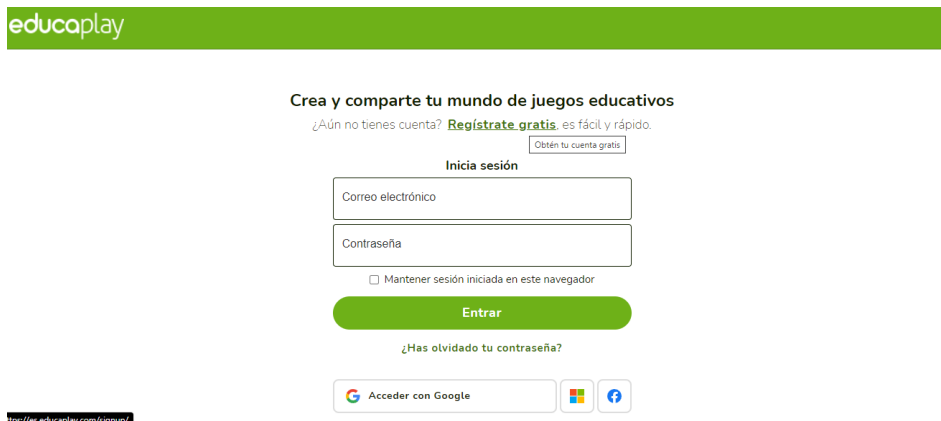 educaplay
Crea y comparte tu mundo de juegos educativos
¿Aún no tienes cuenta? Regístrate gratis, es fácil y rápido.
Obtén tu cuenta gratis
Inicia sesión
Correo electrónico
Contraseña
Mantener sesión iniciada en este navegador
Entrar
¿Has olvidado tu contraseña?
Acceder con Google